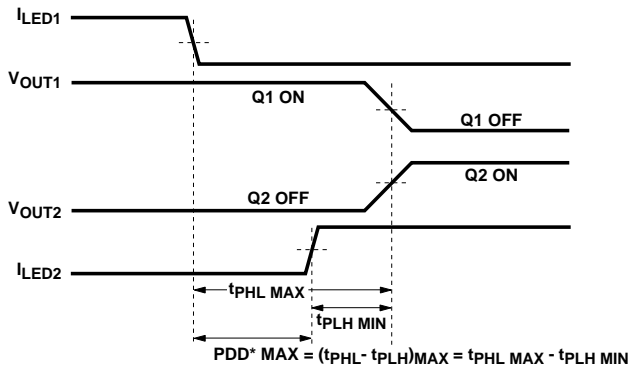 ILED1
VOUT1
Q1 ON
Q1 OFF
Q2 ON
Q2 OFF
VOUT2
ILED2
tPHL MAX
tPLH MIN
PDD* MAX = (tPHL- tPLH)MAX = tPHL MAX - tPLH MIN